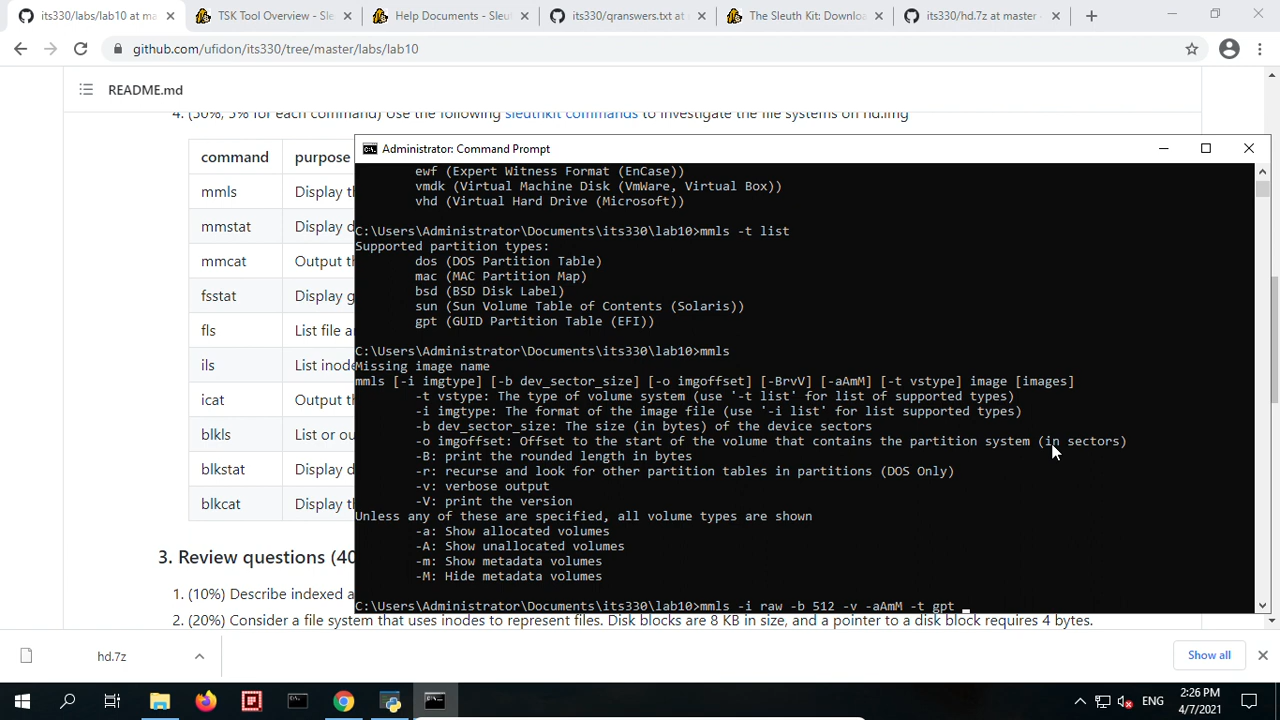 its330/labs/lab10 at ma
TSK Tool Overview - Sle
Help Documents - Sleut
its330/qranswers.txt at
The Sleuth Kit: Downloa
its330/hd.7z at master
github.com/ufidon/its330/tree/master/labs/lab10
README.md
4. (50%, 5% for each command) Use the following sleuthkit commands to investigate the file systems on hd.img
command purpose
mmls Display th
mmstat Display d
mmcat Output th
fsstat Display g
fls List file a
ils List inode
icat Output t
blkls List or ou
blkstat Display d
blkcat Display t
3. Review questions (40
1. (10%) Describe indexed a
2. (20%) Consider a file system that uses inodes to represent files. Disk blocks are 8 KB in size, and a pointer to a disk block requires 4 bytes.
Administrator: Command Prompt
ewf (Expert Witness Format (EnCase))
vmdk (Virtual Machine Disk (VmWare, Virtual Box))
vhd (Virtual Hard Drive (Microsoft))
C:\Users\Administrator\Documents\its330\lab10>mmls -t list
Supported partition types:
dos (DOS Partition Table)
mac (MAC Partition Map)
bsd (BSD Disk Label)
sun (Sun Volume Table of Contents (Solaris))
gpt (GUID Partition Table (EFI))
C:\Users\Administrator\Documents\its330\lab10>mmls
Missing image name
mmls [-i imgtype] [-b dev_sector_size] [-o imgoffset] [-BrvV] [-aAmM] [-t vstype] image [images]
-t vstype: The type of volume system (use '-t list' for list of supported types)
-i imgtype: The format of the image file (use '-i list' for list supported types)
-b dev_sector_size: The size (in bytes) of the device sectors
-o imgoffset: Offset to the start of the volume that contains the partition system (in sectors)
-B: print the rounded length in bytes
-r: recurse and look for other partition tables in partitions (DOS Only)
-v: verbose output
-V: print the version
Unless any of these are specified, all volume types are shown
-a: Show allocated volumes
-A: Show unallocated volumes
-m: Show metadata volumes
-M: Hide metadata volumes
C:\Users\Administrator\Documents\its330\lab10>mmls -i raw -b 512 -v -aAmM -t gpt
hd.7z
Show all
ENG
2:26 PM
4/7/2021